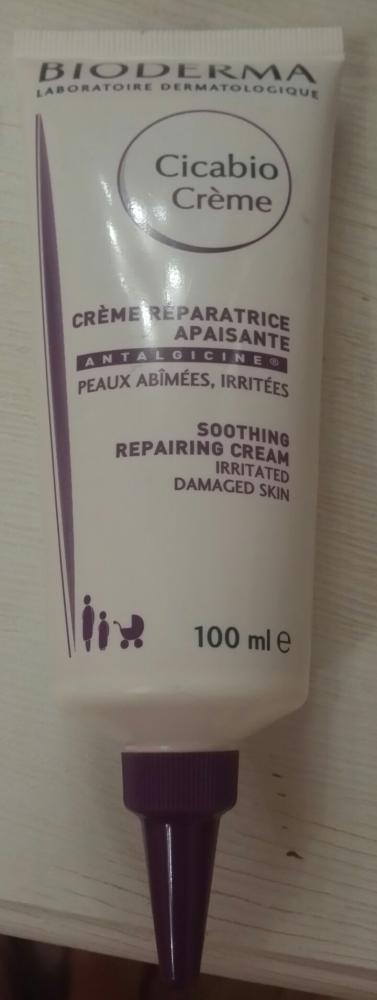 BIODERMA
LABORATOIRE DERMATOLOGIQUE
Cicabio
Crème
CRÈME RÉPARATRICE
APAISANTE
ANTALGICINE®
PEAUX ABÎMÉES, IRRITÉES
SOOTHING
REPAIRING CREAM
IRRITATED
DAMAGED SKIN
100 ml ℮